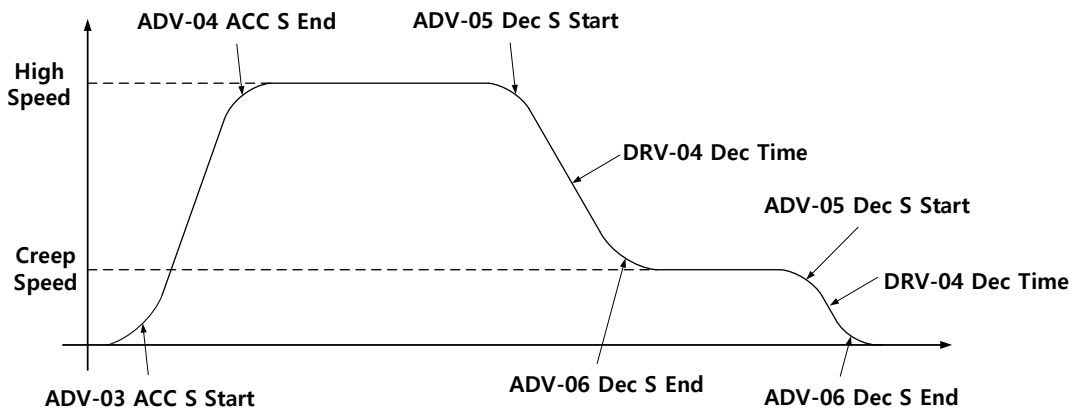 ADV-04 ACC S End
ADV-05 Dec S Start
High
Speed
DRV-04 Dec Time
ADV-05 Dec S Start
Creep
Speed
DRV-04 Dec Time
ADV-03 ACC S Start
ADV-06 Dec S End
ADV-06 Dec S End